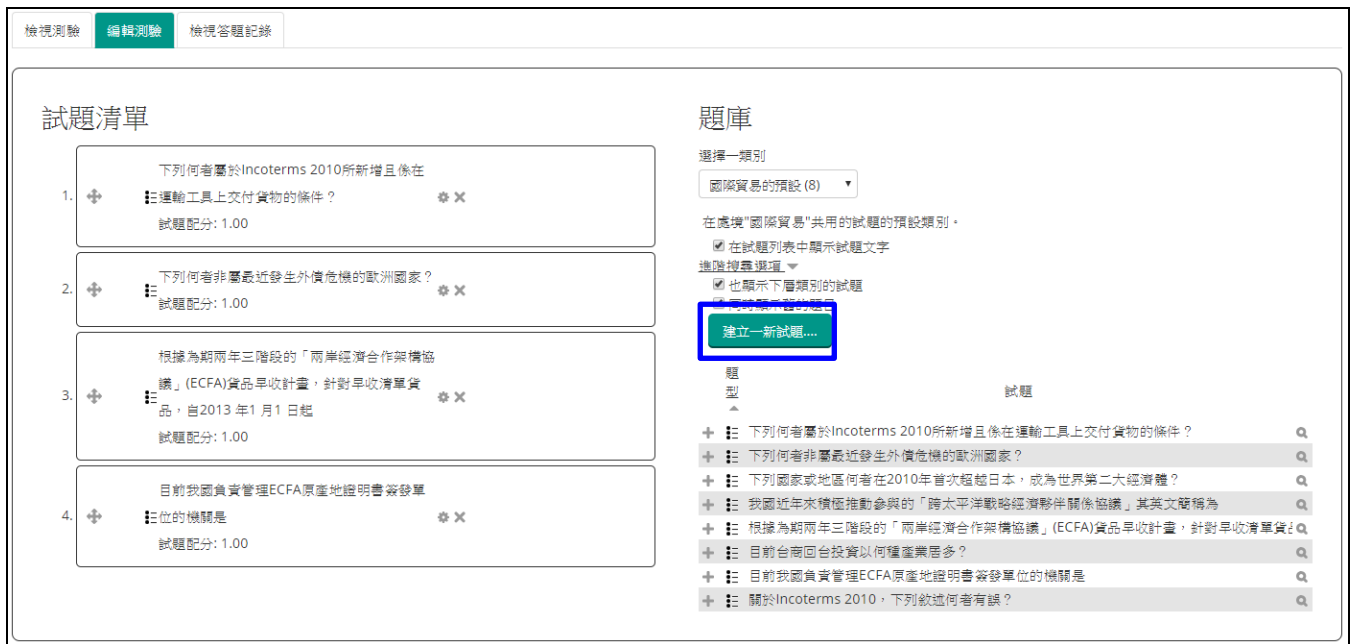 檢視測驗 編輯測驗 檢視答題記錄
試題清單
1. 下列何者屬於Incoterms 2010所新增且係在
運輸工具上交付貨物的條件？
試題配分: 1.00
2. 下列何者非屬最近發生外債危機的歐洲國家？
試題配分: 1.00
3. 根據為期兩年三階段的「兩岸經濟合作架構協
議」(ECFA)貨品早收計畫，針對早收清單貨
品，自2013 年1 月1 日起
試題配分: 1.00
4. 目前我國負責管理ECFA原產地證明書簽發單
位的機關是
試題配分: 1.00
題庫
選擇一類別
國際貿易的預設 (8)
在處境"國際貿易"共用的試題的預設類別。
在試題列表中顯示試題文字
進階搜尋選項
也顯示下層類別的試題
同時顯示舊的題目
建立一新試題....
題
型
試題
下列何者屬於Incoterms 2010所新增且係在運輸工具上交付貨物的條件？
下列何者非屬最近發生外債危機的歐洲國家？
下列國家或地區何者在2010年首次超越日本，成為世界第二大經濟體？
我國近年來積極推動參與的「跨太平洋戰略經濟夥伴關係協議」其英文簡稱為
根據為期兩年三階段的「兩岸經濟合作架構協議」(ECFA)貨品早收計畫，針對早收清單貨
目前台商回台投資以何種產業居多？
目前我國負責管理ECFA原產地證明書簽發單位的機關是
關於Incoterms 2010，下列敘述何者有誤？